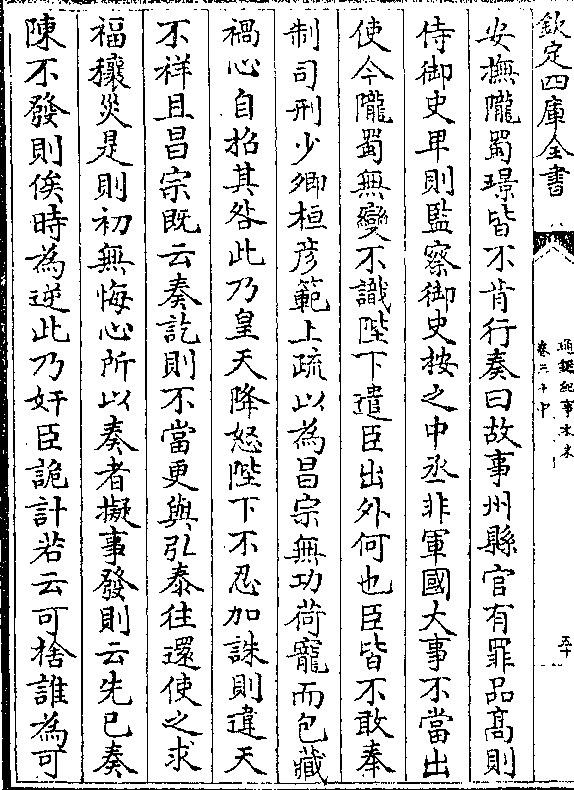 欽定四庫全書
通鑑紀事本末
卷三十中
五十
安撫隴蜀璟皆不肯行奏曰故事州縣官有罪品髙則
侍御史卑則監察御史按之中丞非軍國大事不當出
使今隴蜀無變不識陛下遣臣出外何也臣皆不敢奉
制司刑少卿桓彦範上疏以為昌宗無功荷寵而包藏
禍心自招其咎此乃皇天降怒陛下不忍加誅則違天
不祥且昌宗既云奏訖則不當更與引泰往還使之求
福禳災是則初無悔心所以奏者擬事發則云先已奏
陳不發則俟時為逆此乃奸臣詭計若云可捨誰為可